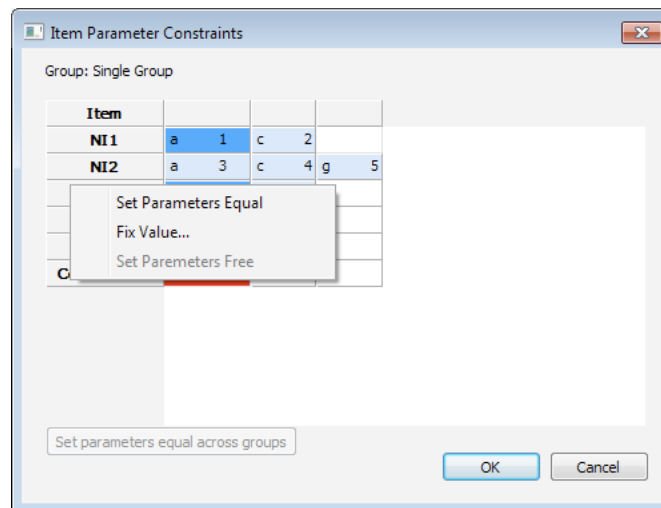 Item Parameter Constraints
Group: Single Group
Item
NI1 a 1 c 2
NI2 a 3 c 4 g 5
Set Parameters Equal
Fix Value...
Set Paremeters Free
Set parameters equal across groups
OK Cancel